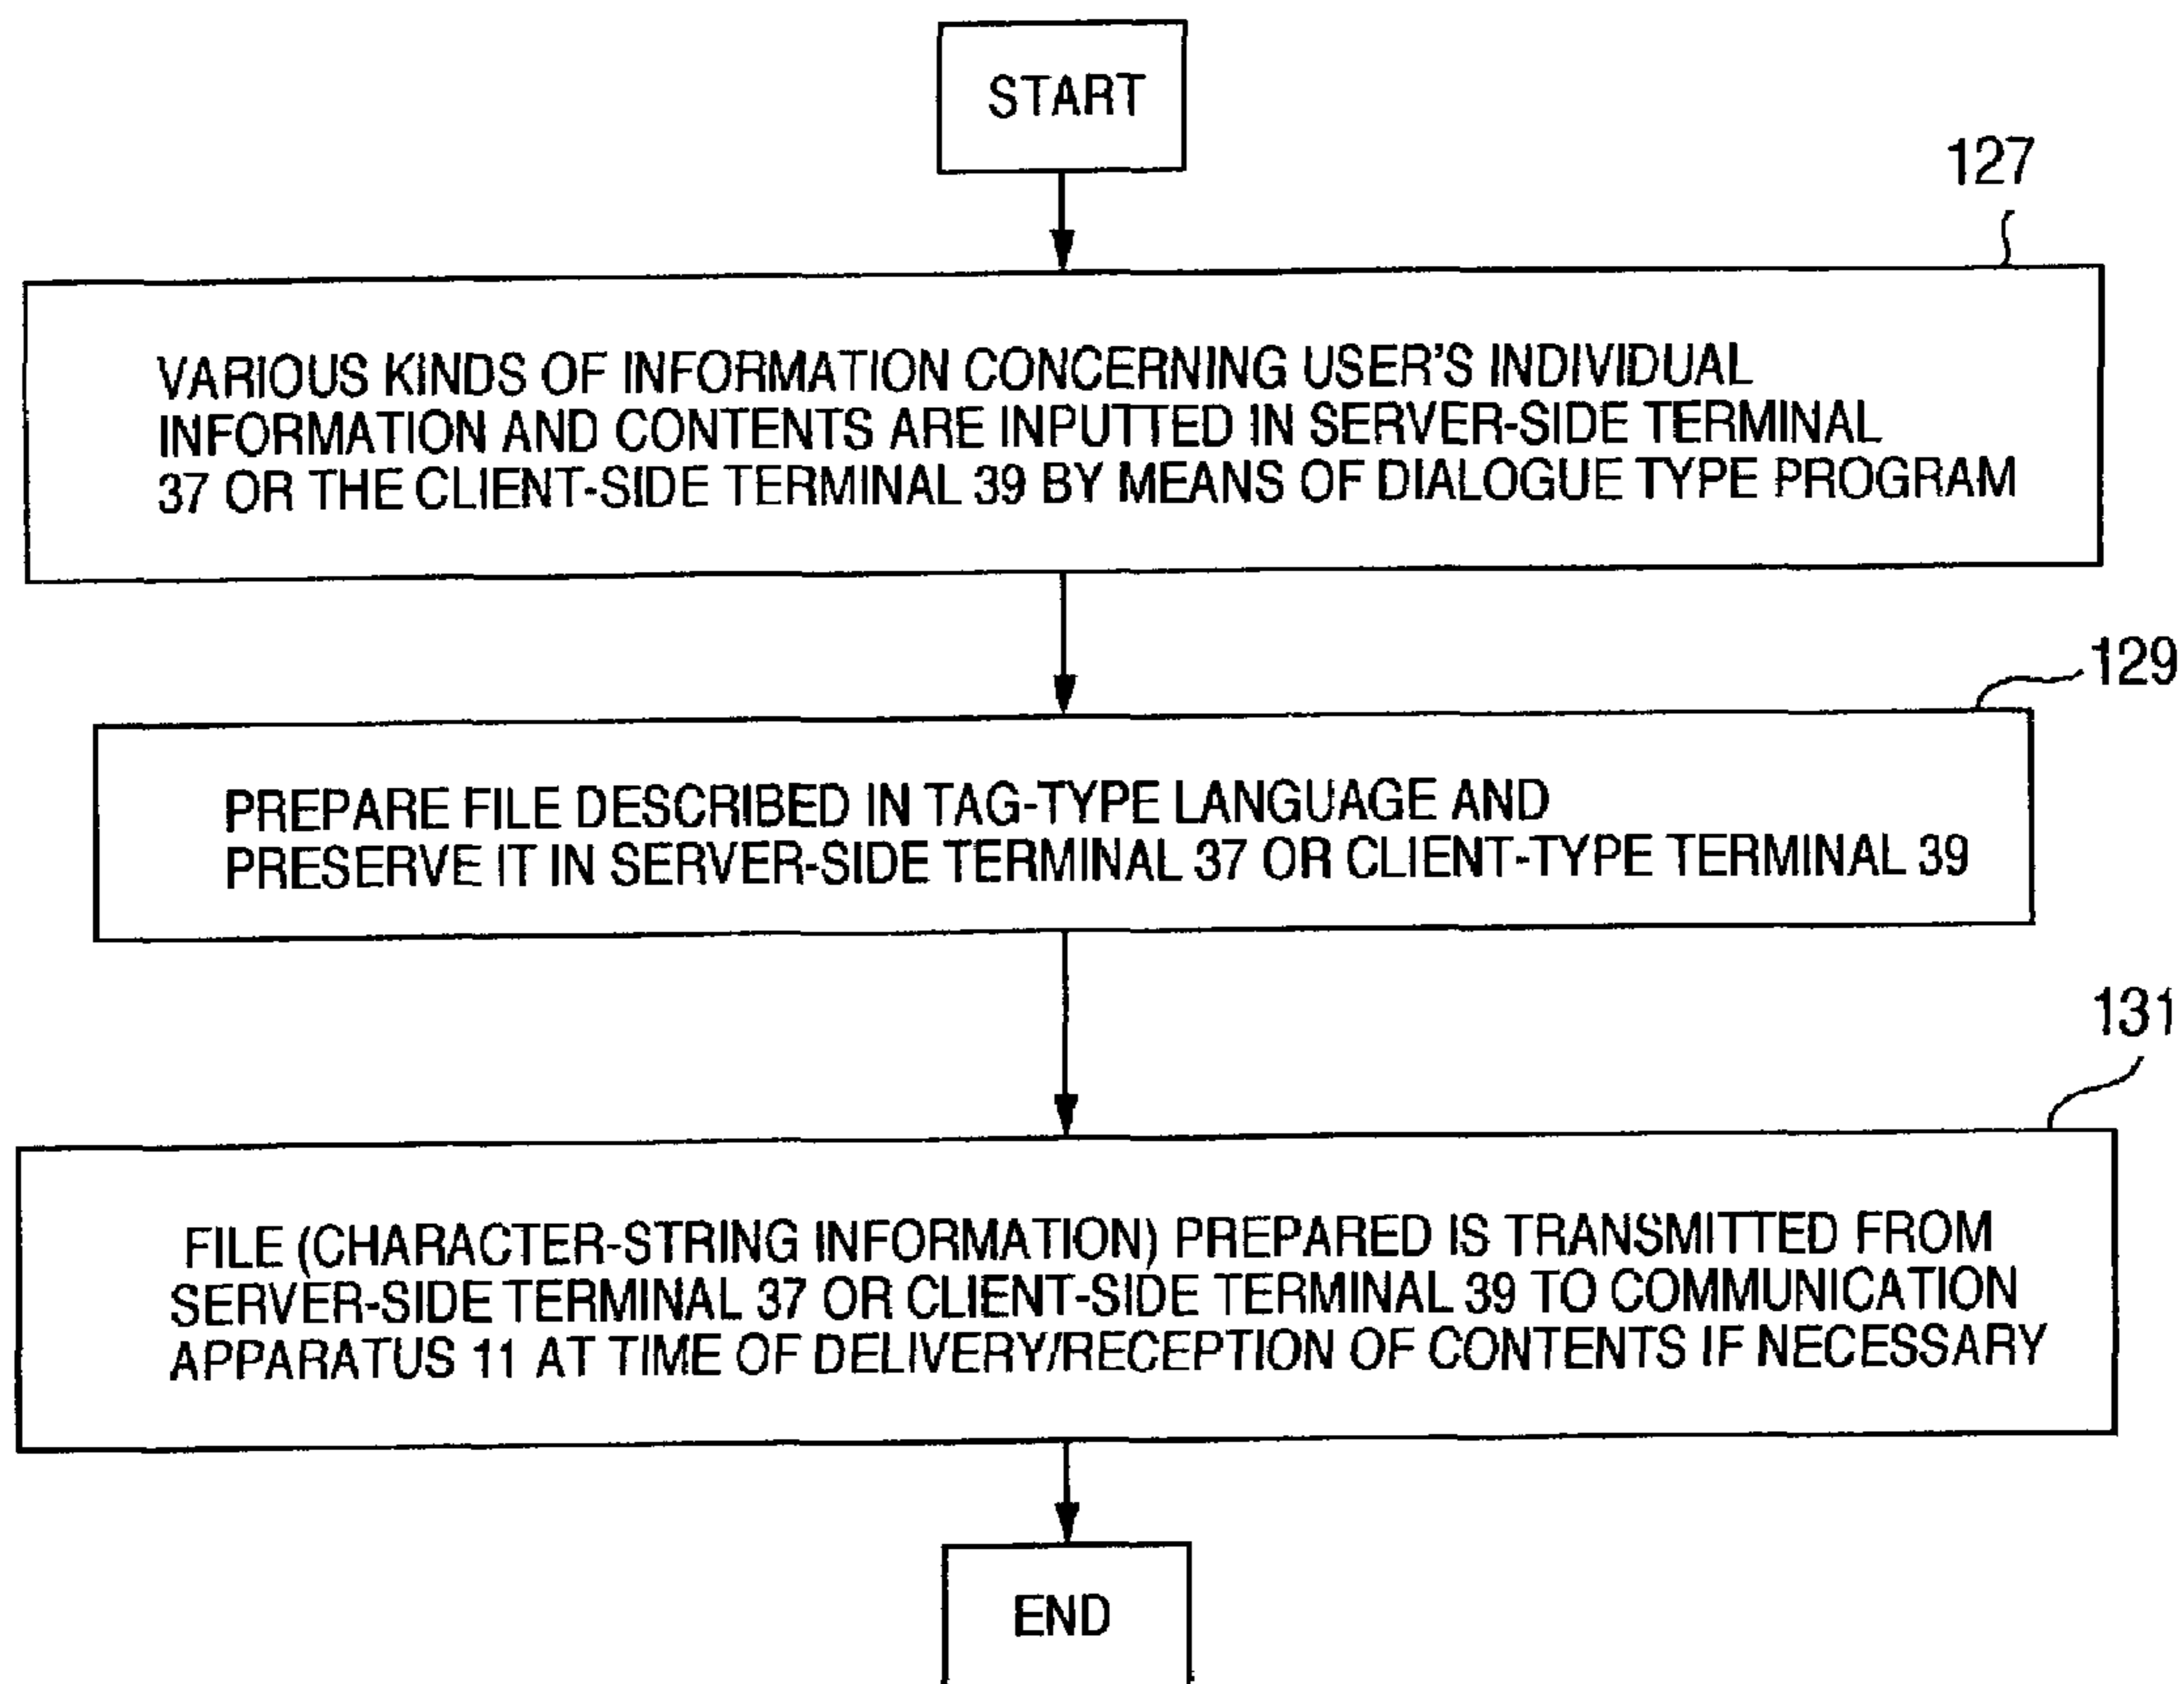 START
127
VARIOUS KINDS OF INFORMATION CONCERNING USER'S INDIVIDUAL
INFORMATION AND CONTENTS ARE INPUTTED IN SERVER-SIDE TERMINAL
37 OR THE CLIENT-SIDE TERMINAL 39 BY MEANS OF DIALOGUE TYPE PROGRAM
129
PREPARE FILE DESCRIBED IN TAG-TYPE LANGUAGE AND
PRESERVE IT IN SERVER-SIDE TERMINAL 37 OR CLIENT-TYPE TERMINAL 39
131
FILE (CHARACTER-STRING INFORMATION) PREPARED IS TRANSMITTED FROM
SERVER-SIDE TERMINAL 37 OR CLIENT-SIDE TERMINAL 39 TO COMMUNICATION
APPARATUS 11 AT TIME OF DELIVERY/RECEPTION OF CONTENTS IF NECESSARY
END